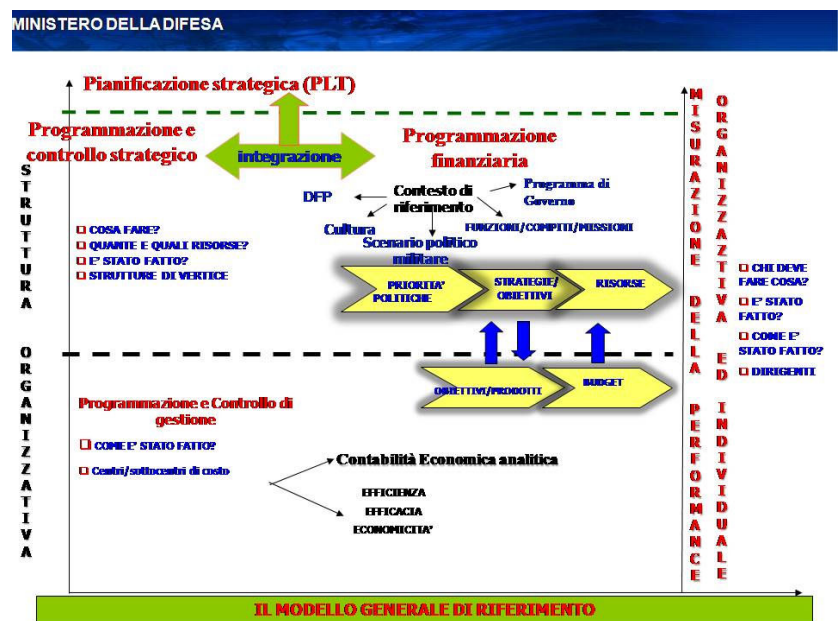 MINISTERO DELLA DIFESA
Pianificazione strategica (PLT)
Programmazione e
controllo strategico
integrazione
Programmazione
finanziaria
DFP
Contesto di
riferimento
Programma di
Governo
Cultura
Scenario politico
militare
FUNZIONI/COMPITI/MISSIONI
COSA FARE?
QUANTE E QUALI RISORSE?
E' STATO FATTO?
STRUTTURE DI VERTICE
PRIORITA'
POLITICHE
STRATEGIE/
OBIETTIVI
RISORSE
OBIETTIVI/PRODOTTI
BUDGET
Programmazione e Controllo di
gestione
COME E' STATO FATTO?
Centri/sottocentri di costo
Contabilità Economica analitica
EFFICIENZA
EFFICACIA
ECONOMICITA'
STRUTTURA ORGANIZZATIVA
MISURAZIONE DELLA PERFORMANCE
ORGANIZZAZTIVA ED INDIVIDUALE
CHI DEVE
FARE COSA?
E' STATO
FATTO?
COME E'
STATO FATTO?
DIRIGENTI
IL MODELLO GENERALE DI RIFERIMENTO